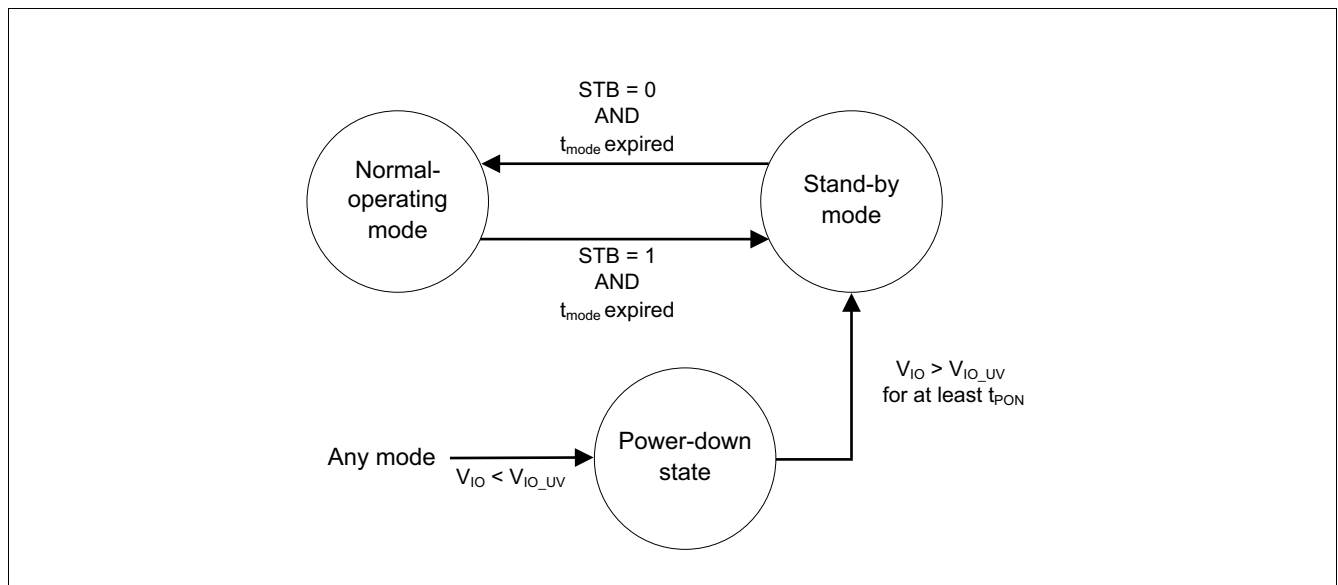 STB = 0
AND
tmode expired
Normal-
operating
mode
Stand-by
mode
STB = 1
AND
tmode expired
VIO > VIO_UV
for at least tPON
Power-down
state
Any mode
VIO < VIO_UV